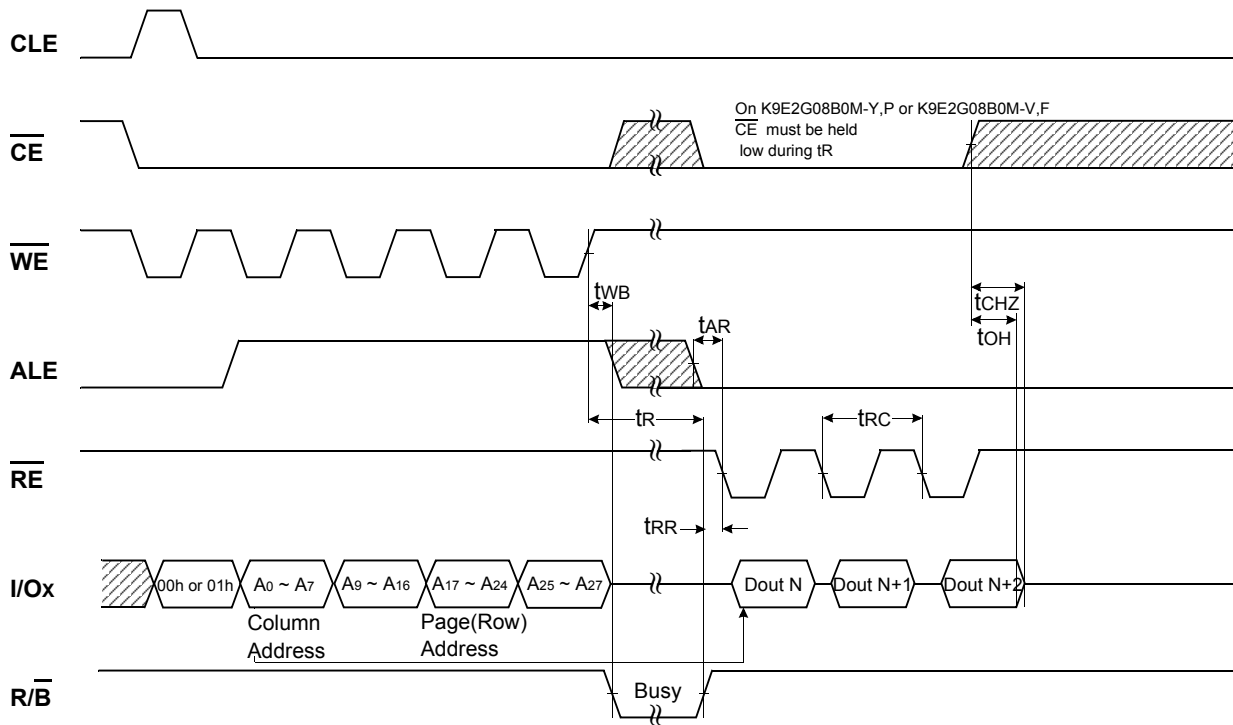 CLE
On K9E2G08B0M-Y,P or K9E2G08B0M-V,F
CE must be held
low during tR
CE
WE
tWB
tCHZ
tAR
tOH
ALE
tR
tRC
RE
tRR
I/Ox
00h or 01h
A0 ~ A7
A9 ~ A16
A17 ~ A24
A25 ~ A27
Dout N
Dout N+1
Dout N+2
Column
Address
Page(Row)
Address
R/B
Busy